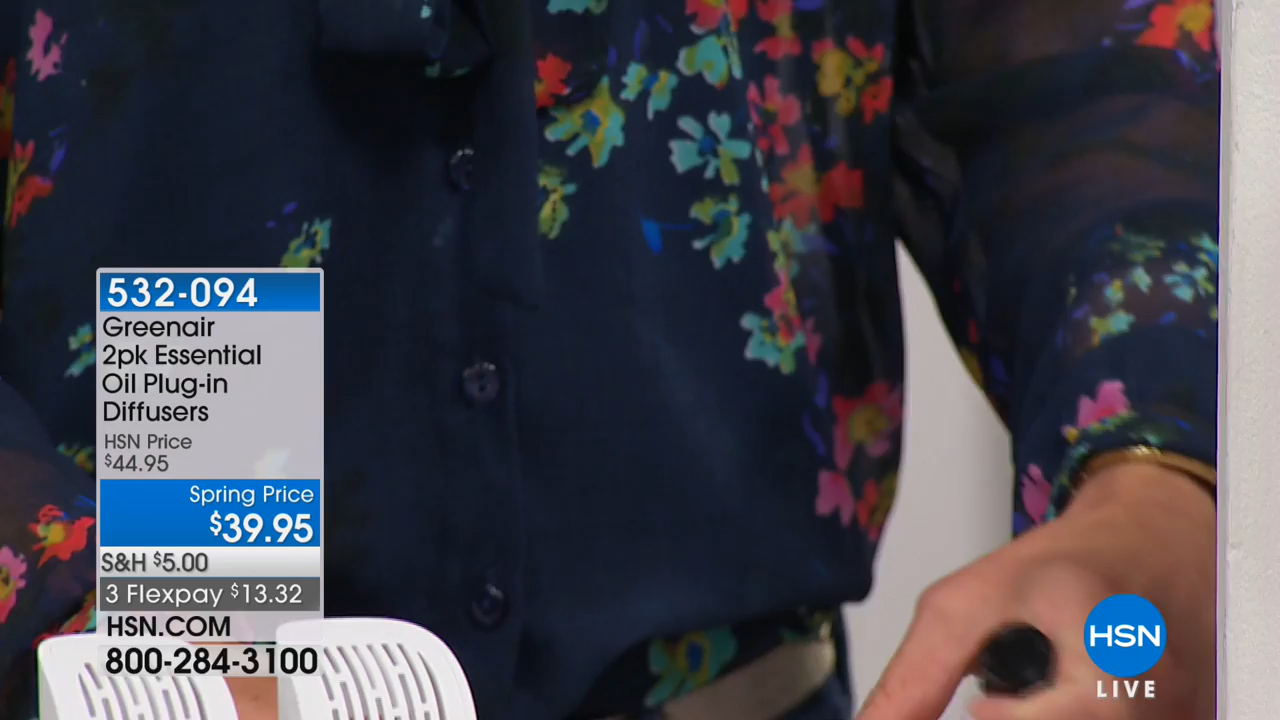 532-094
Greenair
2pk Essential
Oil Plug-in
Diffusers
HSN Price
$44.95
Spring Price
$39.95
S&H $5.00
3 Flexpay $13.32
HSN.COM
800-284-3100
HSN
LIVE